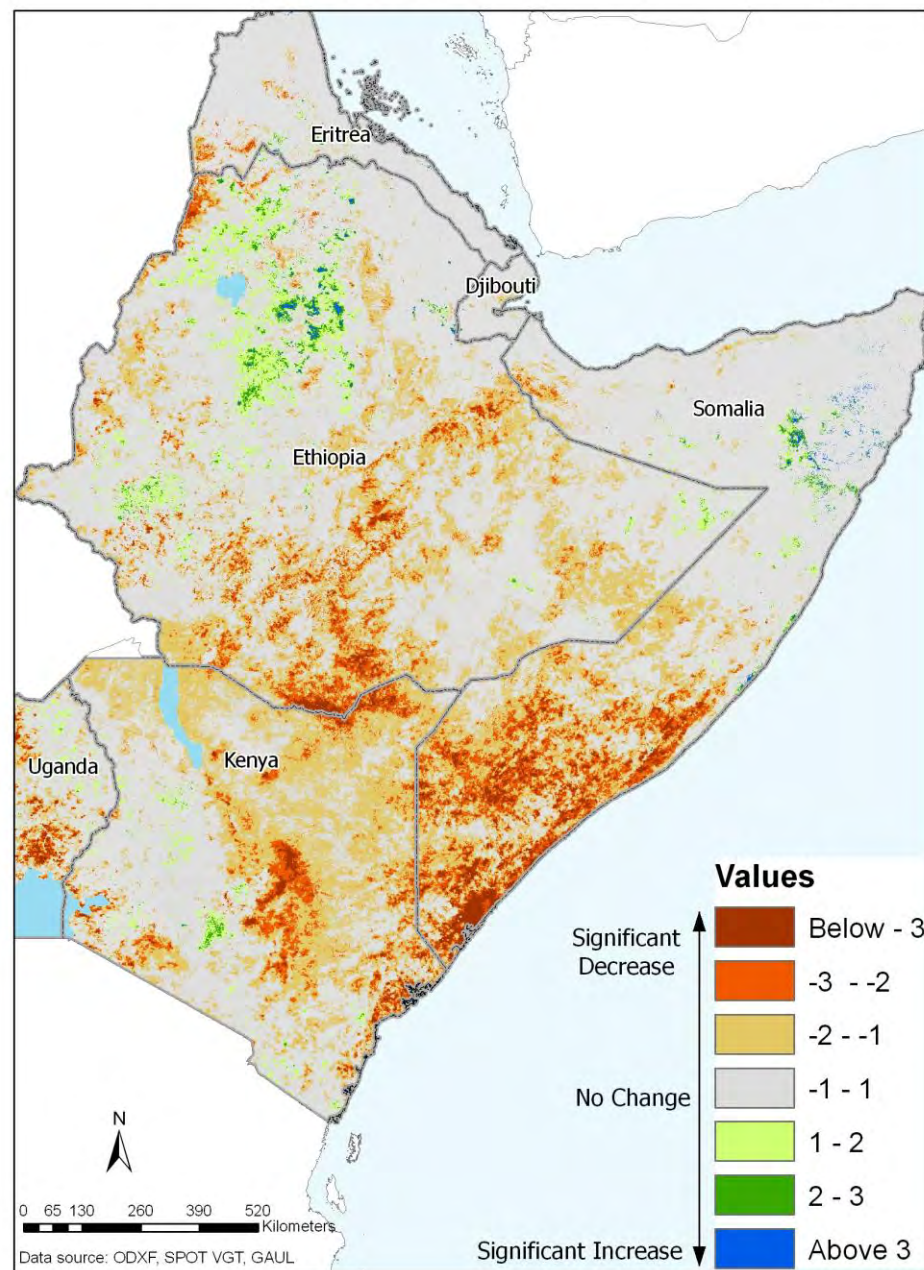 Eritrea
Djibouti
Somalia
Ethiopia
Kenya
Uganda
Values
Significant
Decrease
No Change
Significant Increase
Below - 3
-3 - -2
-2 - -1
-1 - 1
1 - 2
2 - 3
Above 3
N
0 65 130 260 390 520
Kilometers
Data source: ODXF, SPOT VGT, GAUL